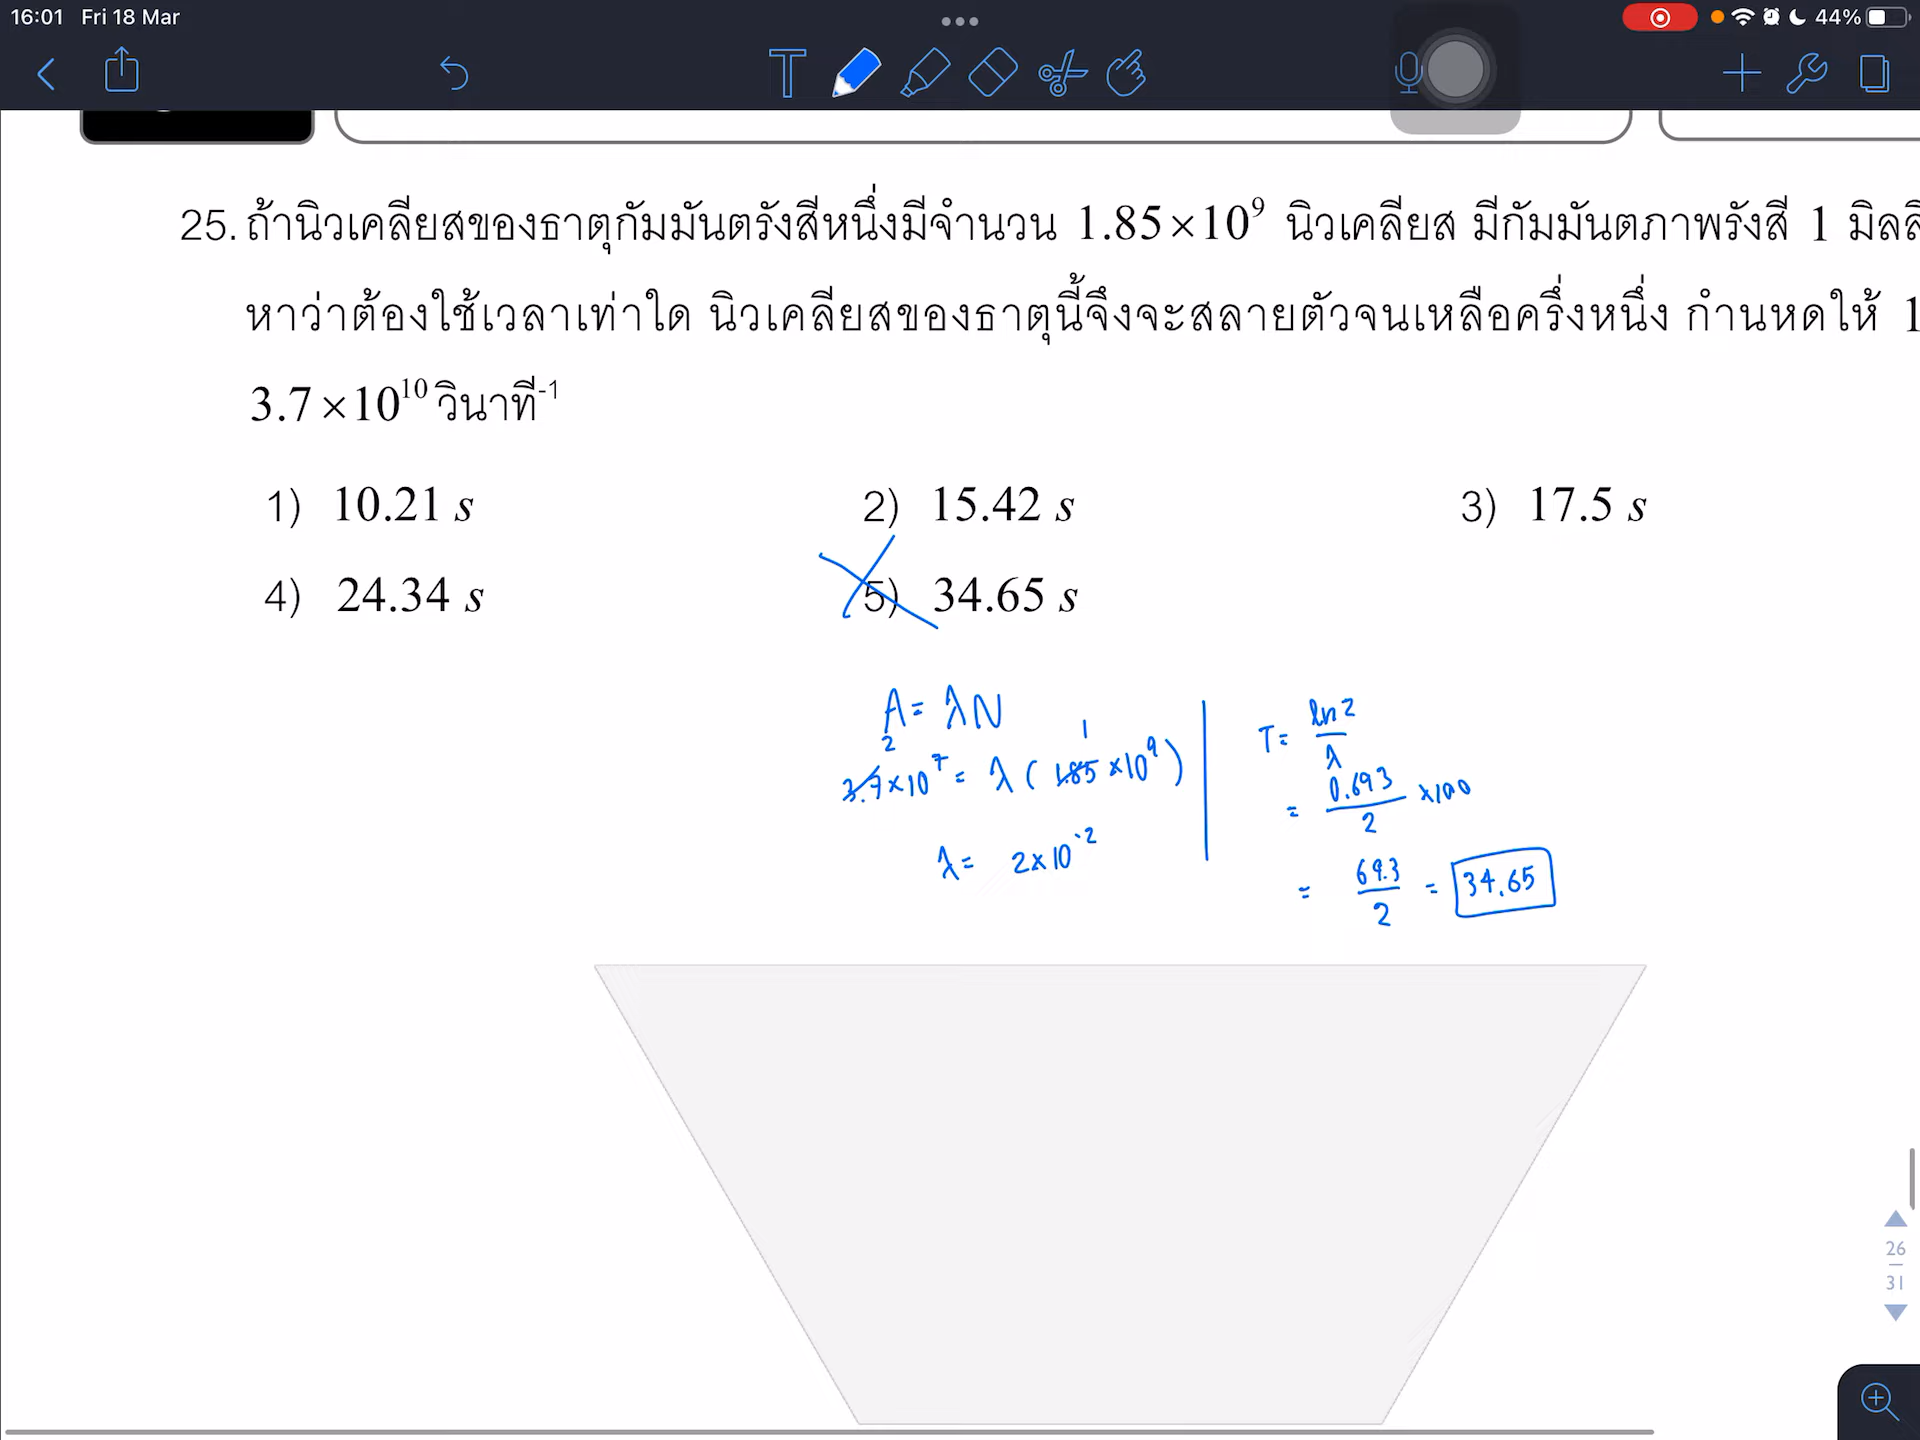 16:01 Fri 18 Mar
44%
25. ถ้านิวเคลียสของธาตุกัมมันตรังสีหนึ่งมีจำนวน 1.85×10⁹ นิวเคลียส มีกัมมันตภาพรังสี 1 มิลลิ
หาว่าต้องใช้เวลาเท่าใด นิวเคลียสของธาตุนี้จึงจะสลายตัวจนเหลือครึ่งหนึ่ง กำนหดให้ 1
3.7×10¹⁰ วินาที⁻¹
1) 10.21 s
2) 15.42 s
3) 17.5 s
4) 24.34 s
5) 34.65 s
A = λN
2
1
3.7×10⁷ = λ(1.85×10⁹)
λ = 2×10⁻²
T = ln2/λ
= 0.693/2 ×100
= 69.3/2 = 34.65
26
31